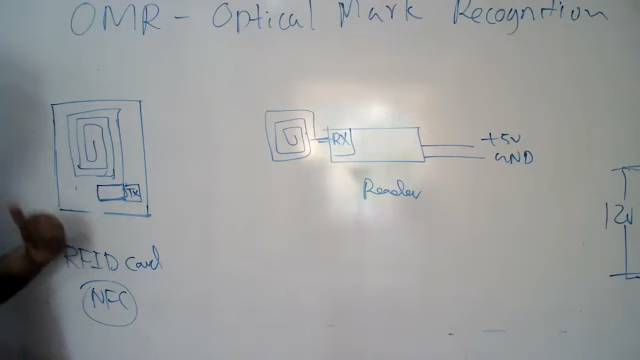 OMR - Optical Mark Recognition
RX
+5v
GND
Reader
TX
12v
RFID card
NFC